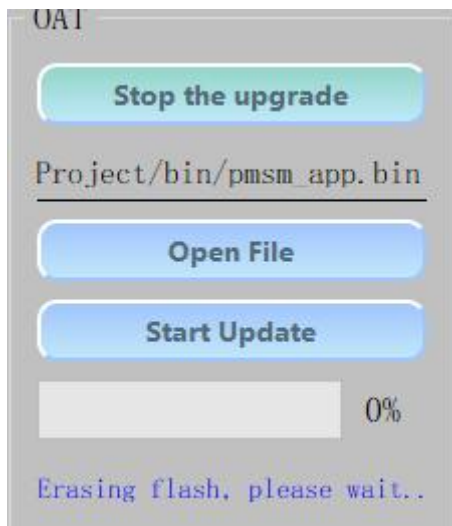 OAT
Stop the upgrade
Project/bin/pmsm_app.bin
Open File
Start Update
0%
Erasing flash, please wait..